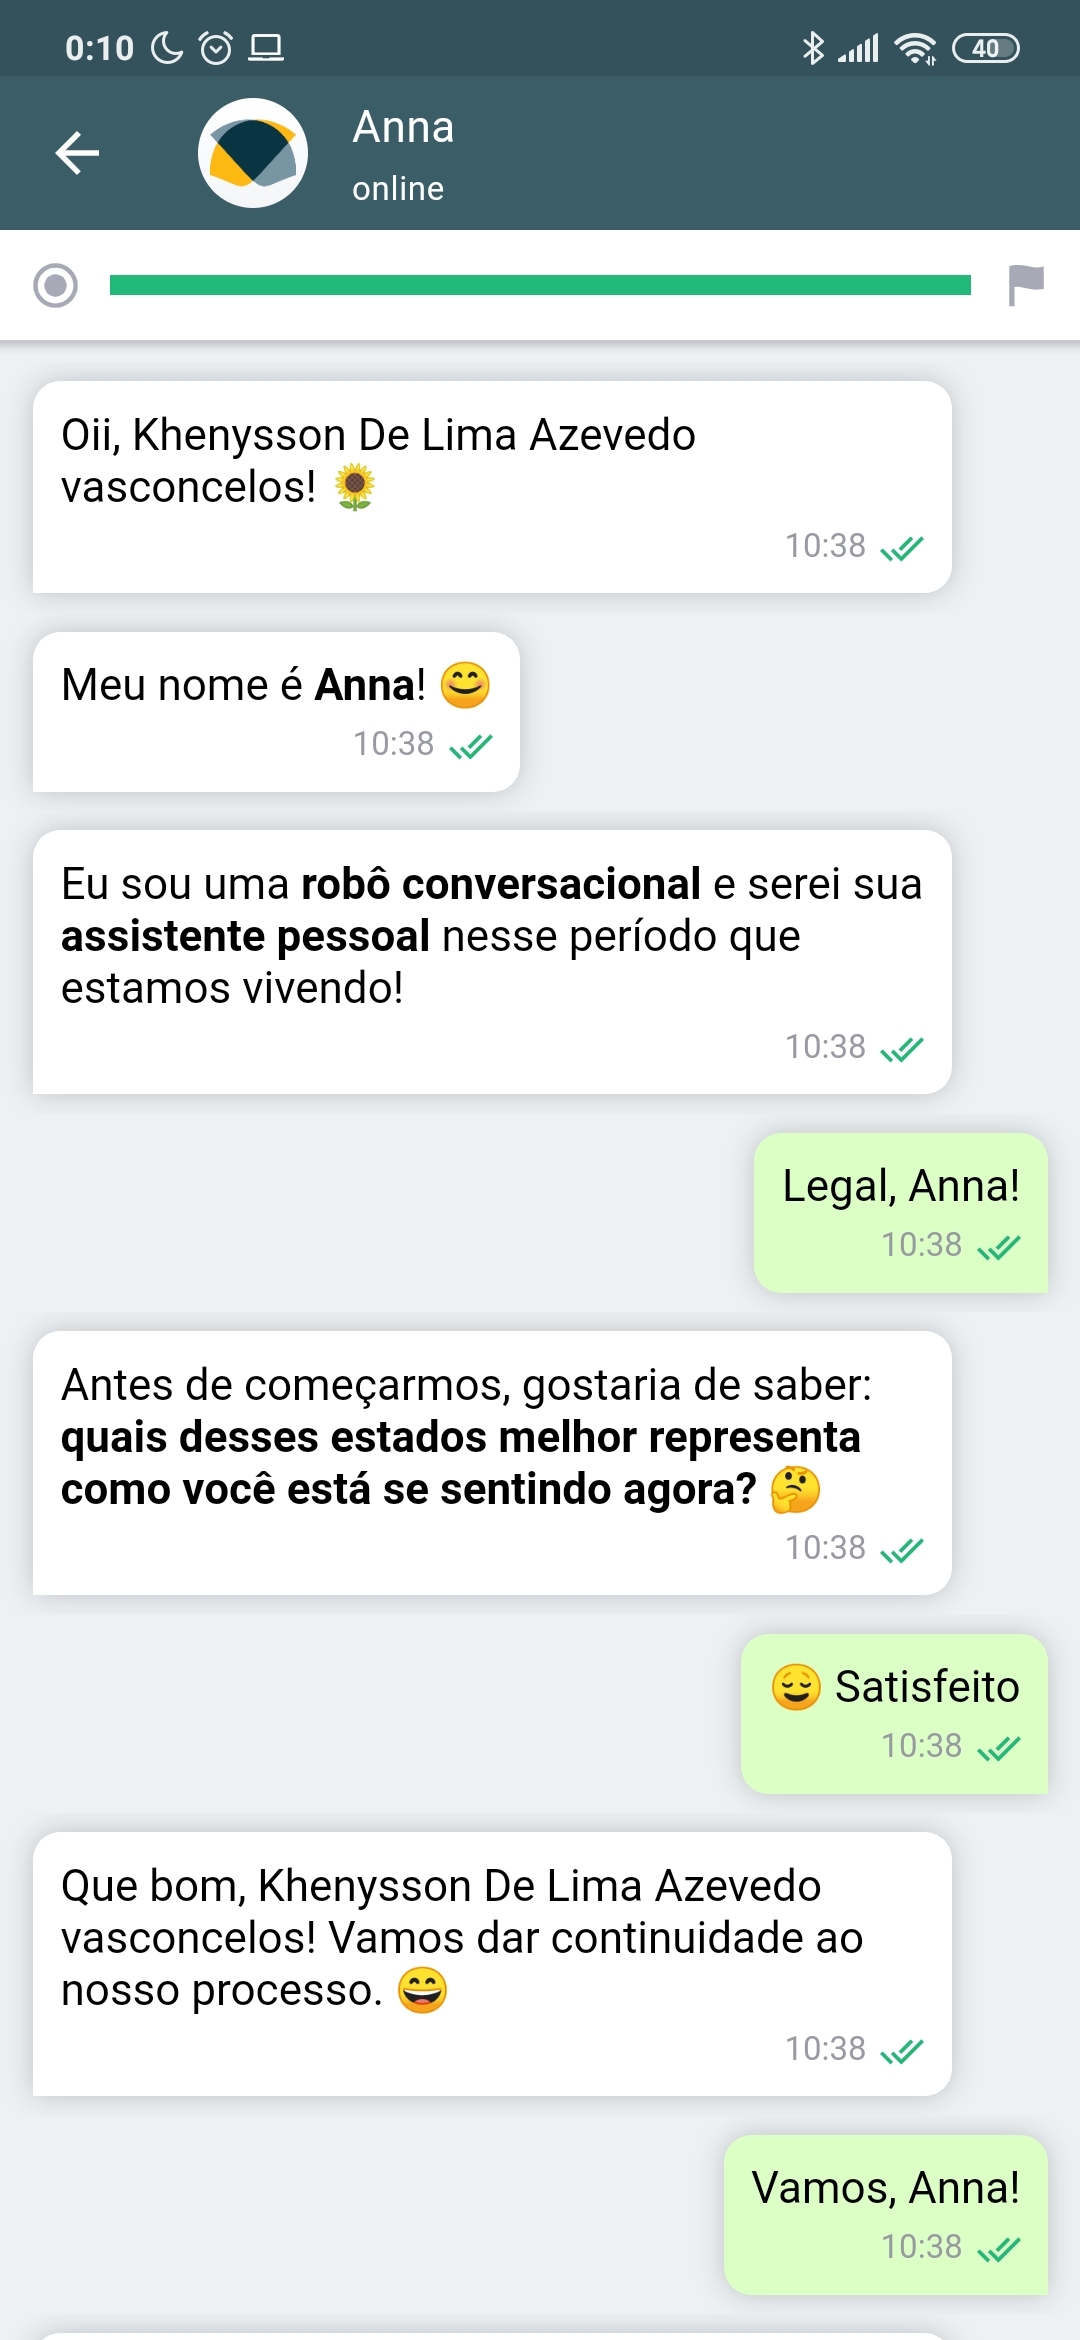 0:10
40
Anna
online
Oii, Khenysson De Lima Azevedo
vasconcelos! 🌻
10:38
Meu nome é Anna! 😊
10:38
Eu sou uma robô conversacional e serei sua
assistente pessoal nesse período que
estamos vivendo!
10:38
Legal, Anna!
10:38
Antes de começarmos, gostaria de saber:
quais desses estados melhor representa
como você está se sentindo agora? 🤔
10:38
😌 Satisfeito
10:38
Que bom, Khenysson De Lima Azevedo
vasconcelos! Vamos dar continuidade ao
nosso processo. 😄
10:38
Vamos, Anna!
10:38